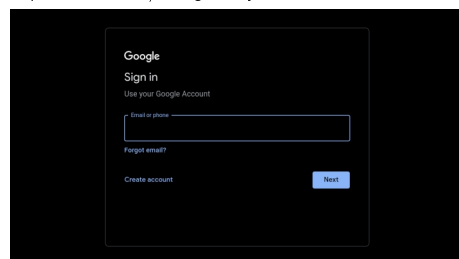 Google
Sign in
Use your Google Account
Email or phone
Forgot email?
Create account
Next